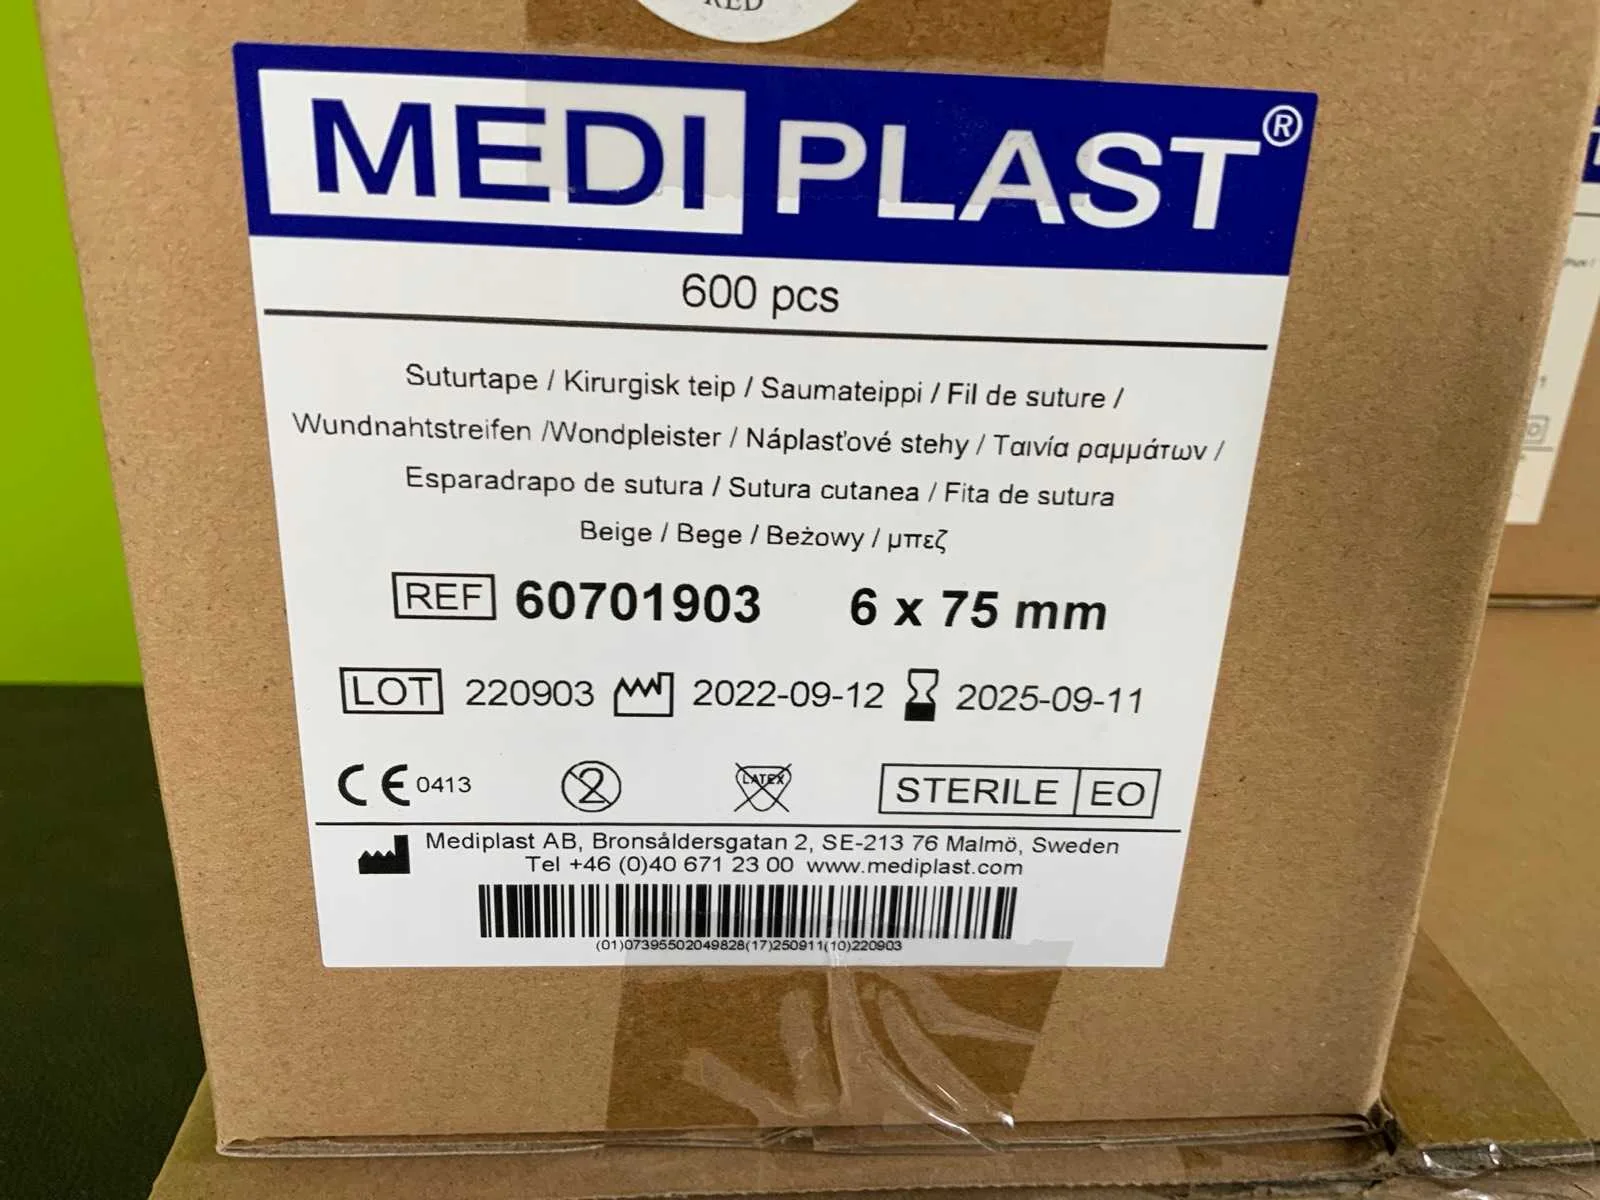 RED
MEDI PLAST®
600 pcs
Suturtape / Kirurgisk teip / Saumateippi / Fil de suture /
Wundnahtstreifen /Wondpleister / Náplasťové stehy / Ταινία ραμμάτων /
Esparadrapo de sutura / Sutura cutanea / Fita de sutura
Beige / Bege / Beżowy / μπεζ
REF 60701903 6 x 75 mm
LOT 220903 2022-09-12 2025-09-11
CE 0413 2 LATEX STERILE EO
Mediplast AB, Bronsåldersgatan 2, SE-213 76 Malmö, Sweden
Tel +46 (0)40 671 23 00 www.mediplast.com
(01)07395502049828(17)250911(10)220903